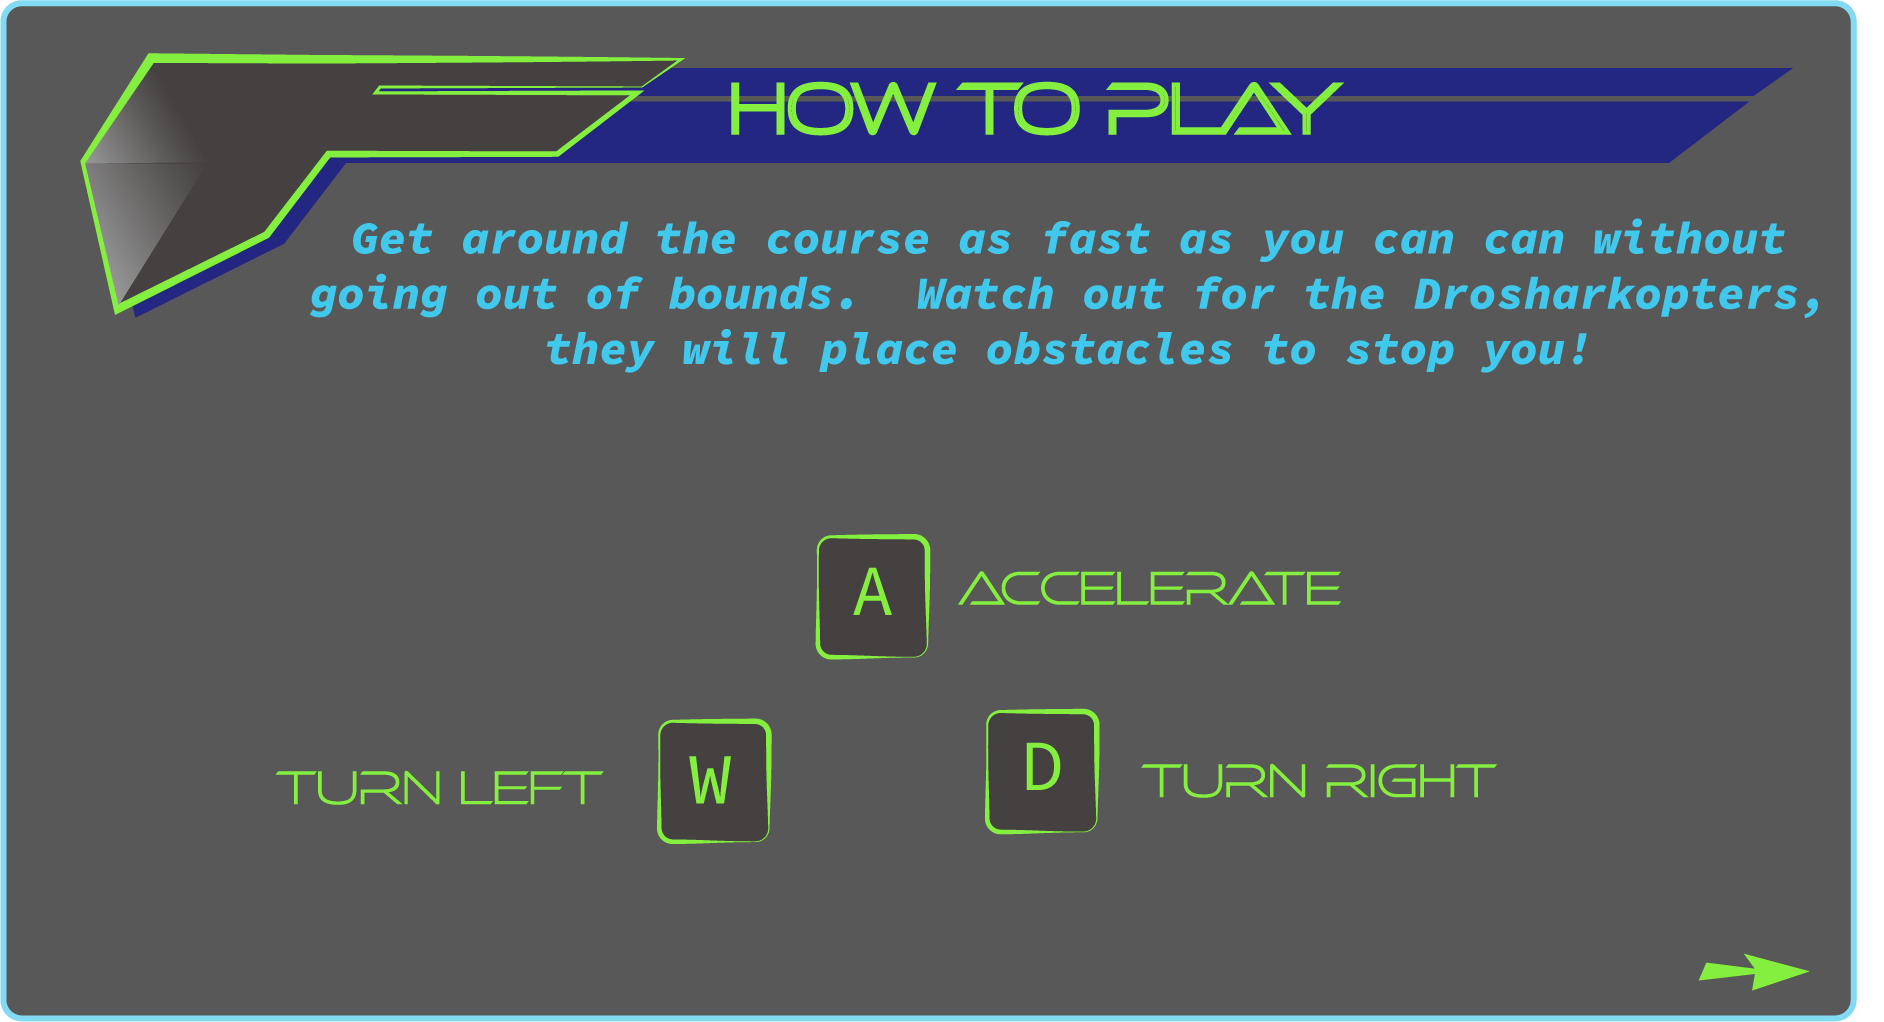 HOW TO PLAY
Get around the course as fast as you can can without
going out of bounds.  Watch out for the Drosharkopters,
they will place obstacles to stop you!
A ACCELERATE
TURN LEFT W D TURN RIGHT